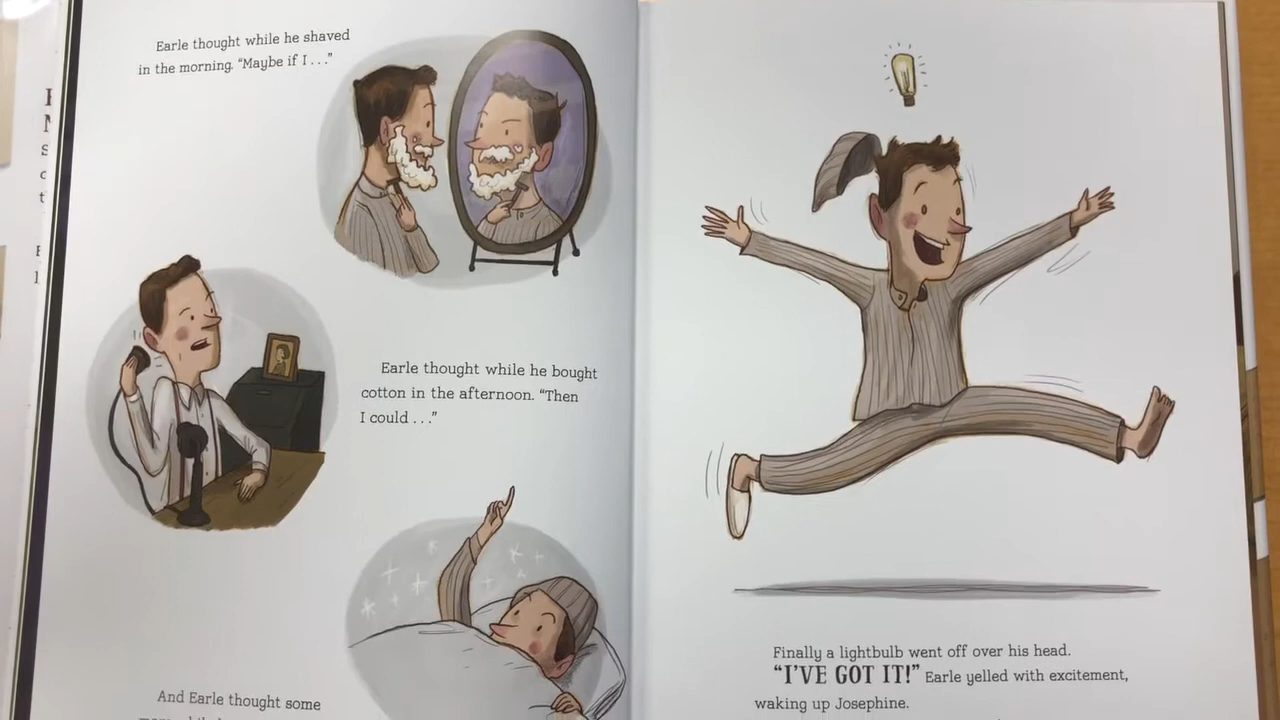 Earle thought while he shaved
in the morning. “Maybe if I . . .”
Earle thought while he bought
cotton in the afternoon. “Then
I could . . .”
And Earle thought some
Finally a lightbulb went off over his head.
“I’VE GOT IT!” Earle yelled with excitement,
waking up Josephine.